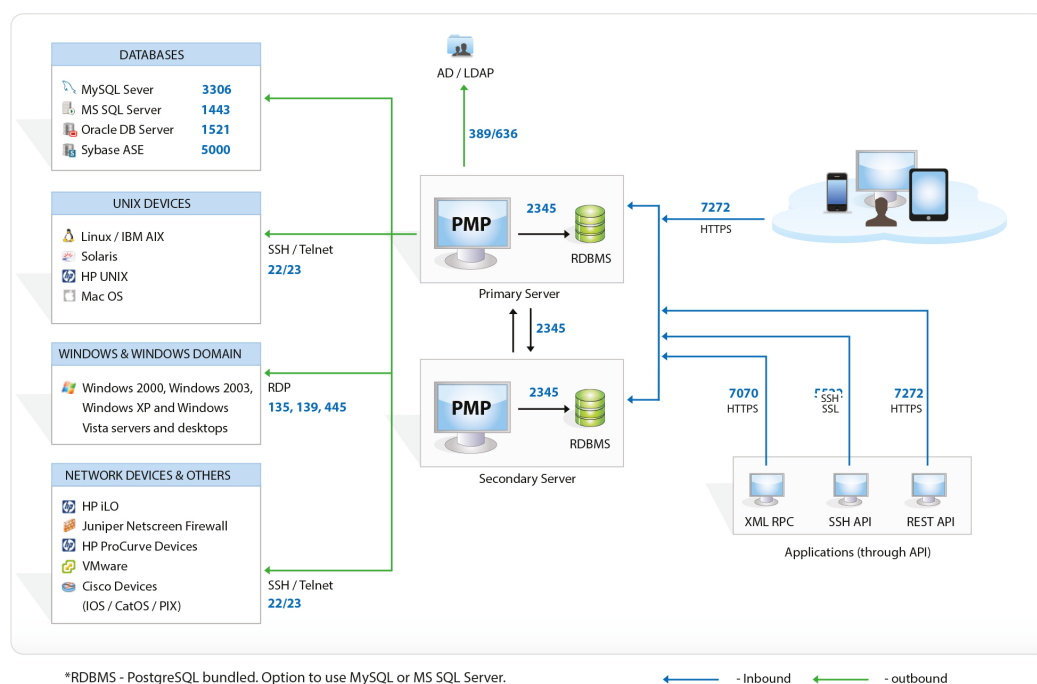 DATABASES
MySQL Sever 3306
MS SQL Server 1443
Oracle DB Server 1521
Sybase ASE 5000
UNIX DEVICES
Linux / IBM AIX
Solaris
HP UNIX
Mac OS
SSH / Telnet
22/23
WINDOWS & WINDOWS DOMAIN
Windows 2000, Windows 2003,
Windows XP and Windows
Vista servers and desktops
RDP
135, 139, 445
NETWORK DEVICES & OTHERS
HP iLO
Juniper Netscreen Firewall
HP ProCurve Devices
VMware
Cisco Devices
(IOS / CatOS / PIX)
SSH / Telnet
22/23
AD / LDAP
389/636
PMP
2345
RDBMS
Primary Server
2345
PMP
2345
RDBMS
Secondary Server
7272
HTTPS
7070
HTTPS
SSH
SSL
7272
HTTPS
XML RPC
SSH API
REST API
Applications (through API)
*RDBMS - PostgreSQL bundled. Option to use MySQL or MS SQL Server.
- Inbound
- outbound